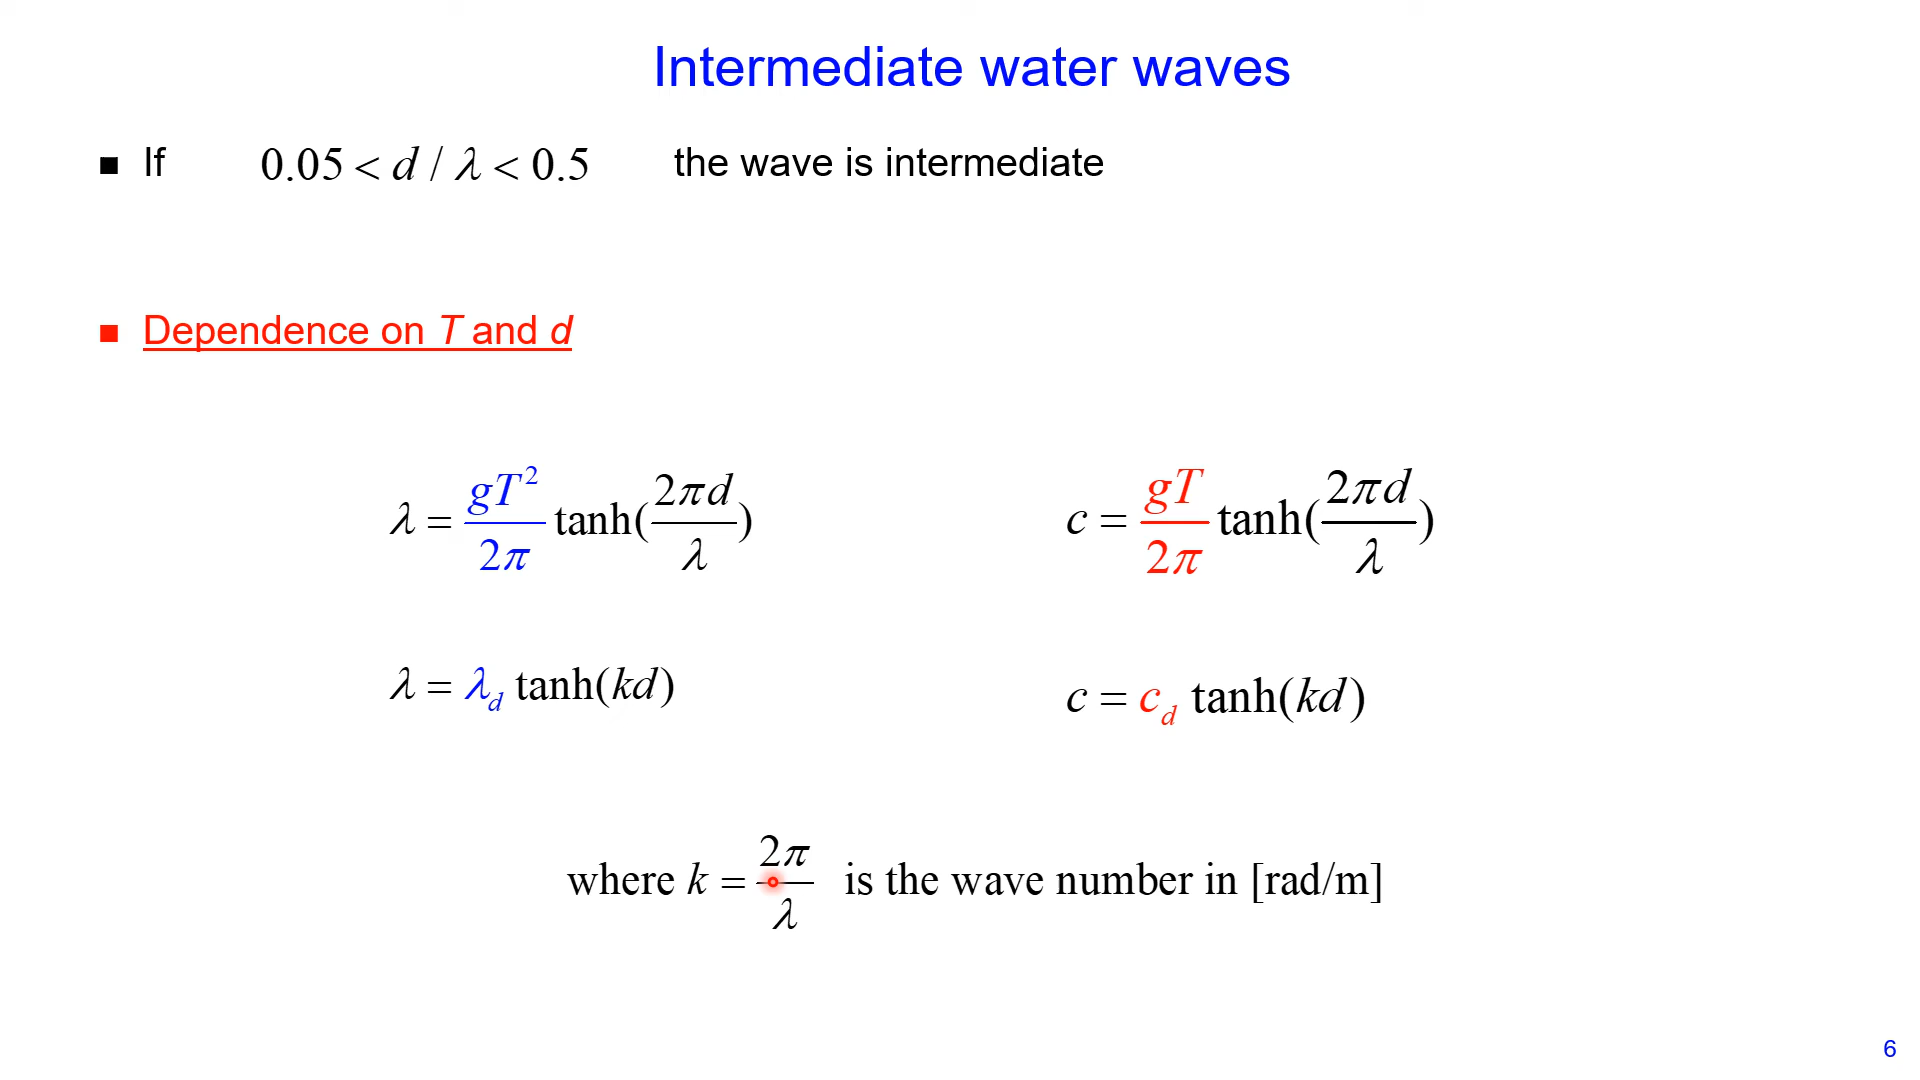 Intermediate water waves
■ If 0.05 < d / λ < 0.5 the wave is intermediate
■ Dependence on T and d
λ = gT²/2π tanh(2πd/λ) c = gT/2π tanh(2πd/λ)
λ = λ_d tanh(kd) c = c_d tanh(kd)
where k = 2π/λ is the wave number in [rad/m]
6